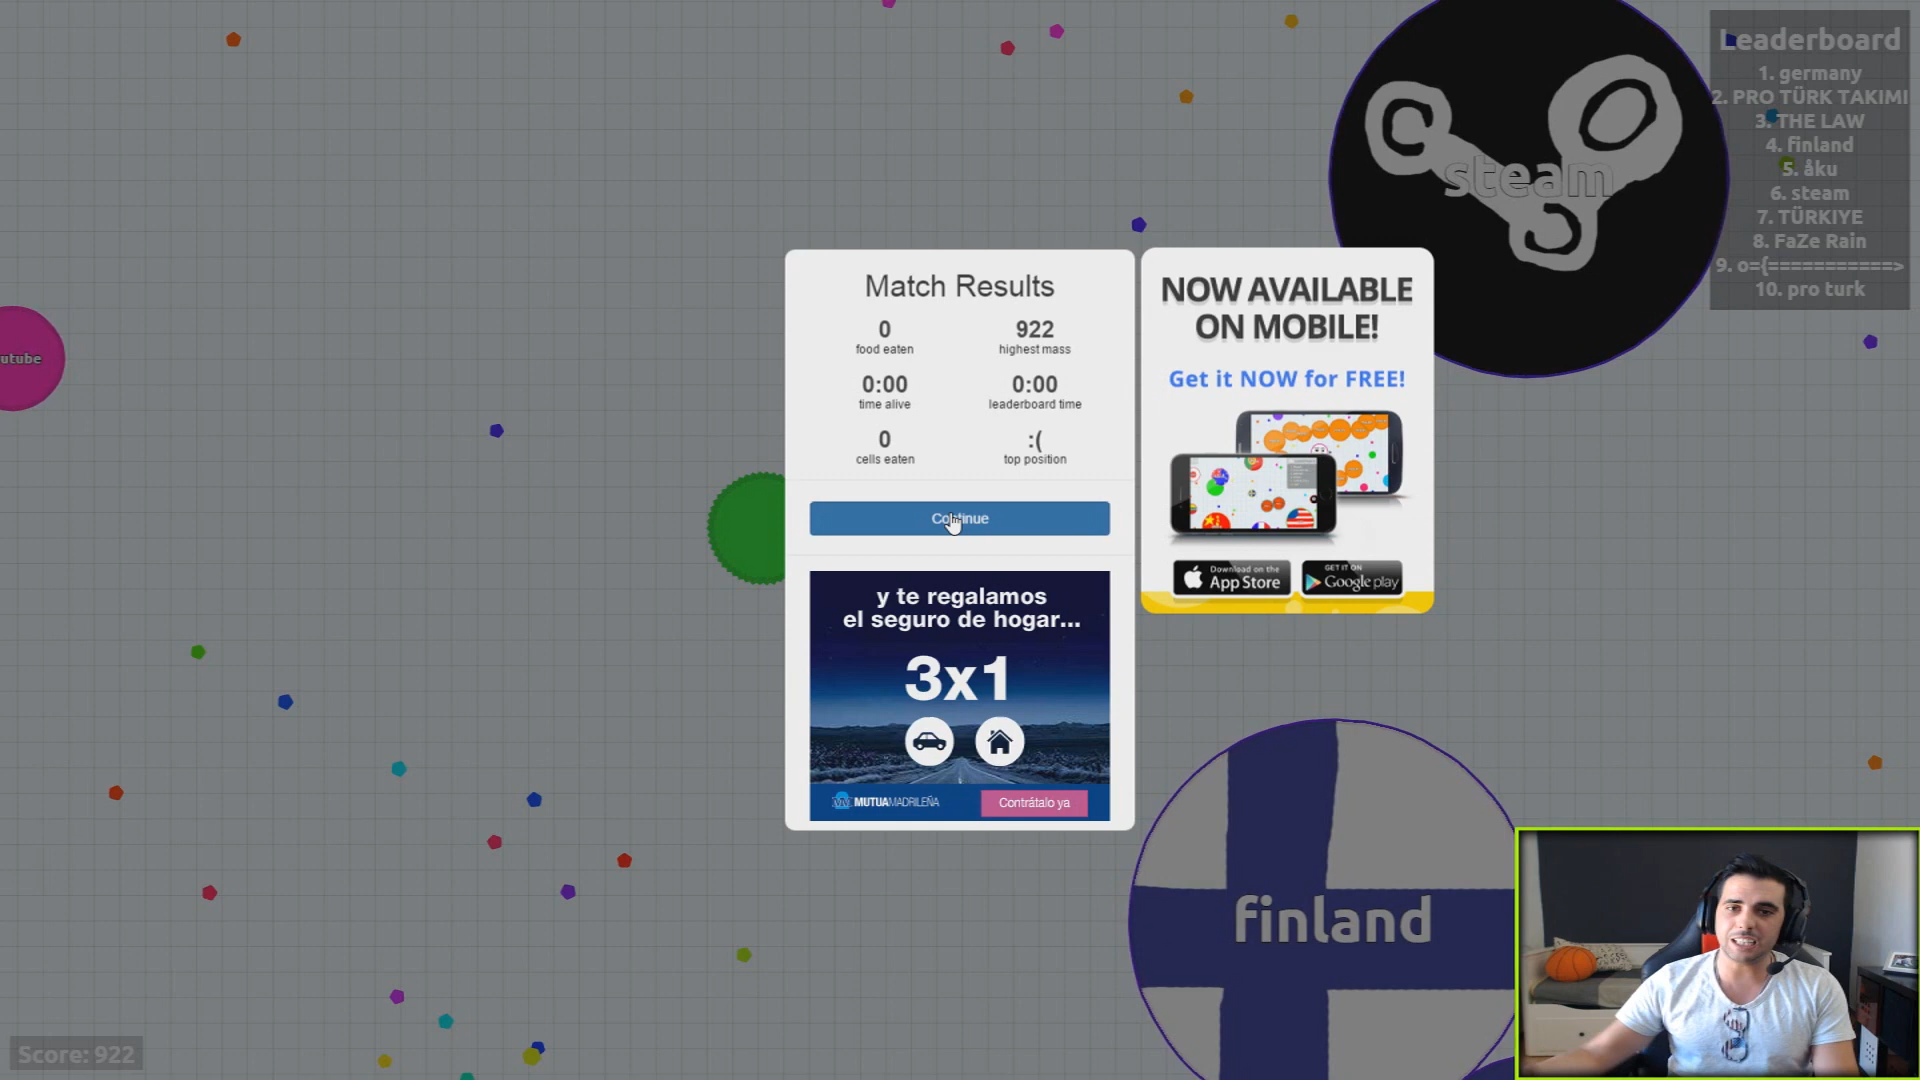 Leaderboard
1. germany
2. PRO TÜRK TAKIMI
3. THE LAW
4. finland
5. åku
6. steam
7. TÜRKIYE
8. FaZe Rain
9. o={===========>
10. pro turk
steam
utube
Match Results
0
food eaten
922
highest mass
0:00
time alive
0:00
leaderboard time
0
cells eaten
:(
top position
Continue
NOW AVAILABLE
ON MOBILE!
Get it NOW for FREE!
Download on the
App Store
GET IT ON
Google play
y te regalamos
el seguro de hogar...
3x1
MUTUAMADRILEÑA
Contrátalo ya
finland
Score: 922